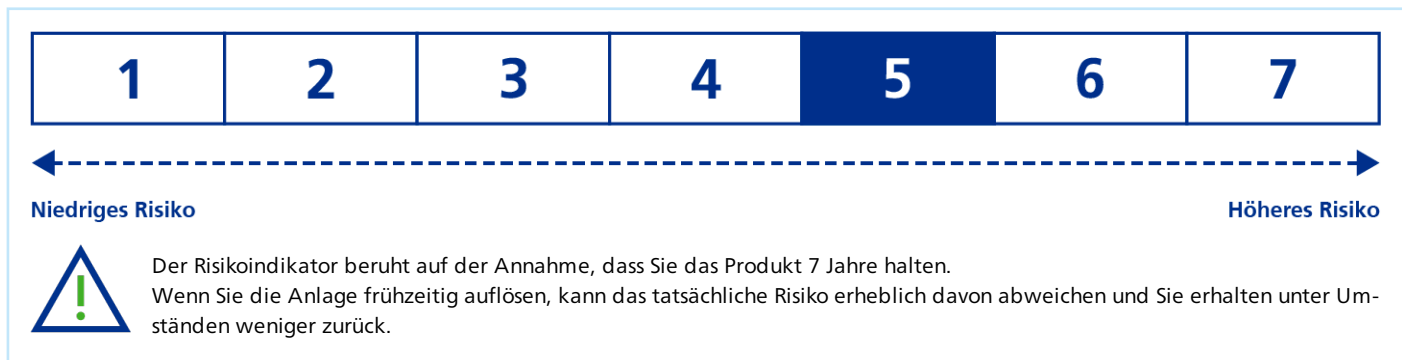 1 2 3 4 5 6 7
Niedriges Risiko Höheres Risiko
Der Risikoindikator beruht auf der Annahme, dass Sie das Produkt 7 Jahre halten.
Wenn Sie die Anlage frühzeitig auflösen, kann das tatsächliche Risiko erheblich davon abweichen und Sie erhalten unter Um-
ständen weniger zurück.